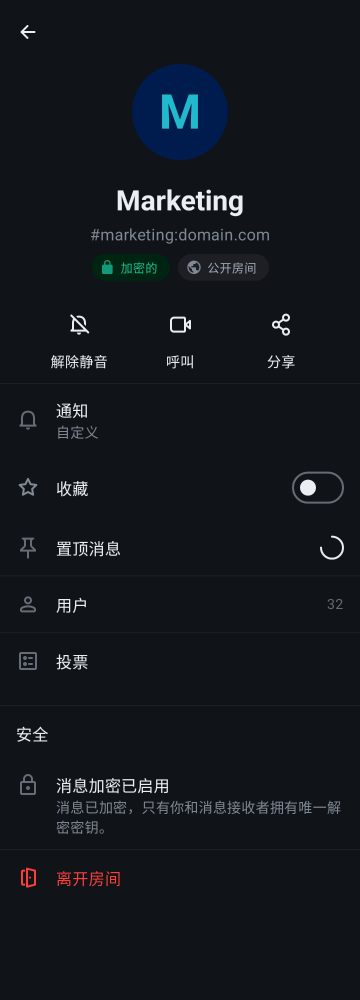 M
Marketing
#marketing:domain.com
加密的 公开房间
解除静音 呼叫 分享
通知
自定义
收藏
置顶消息
用户 32
投票
安全
消息加密已启用
消息已加密，只有你和消息接收者拥有唯一解
密密钥。
离开房间